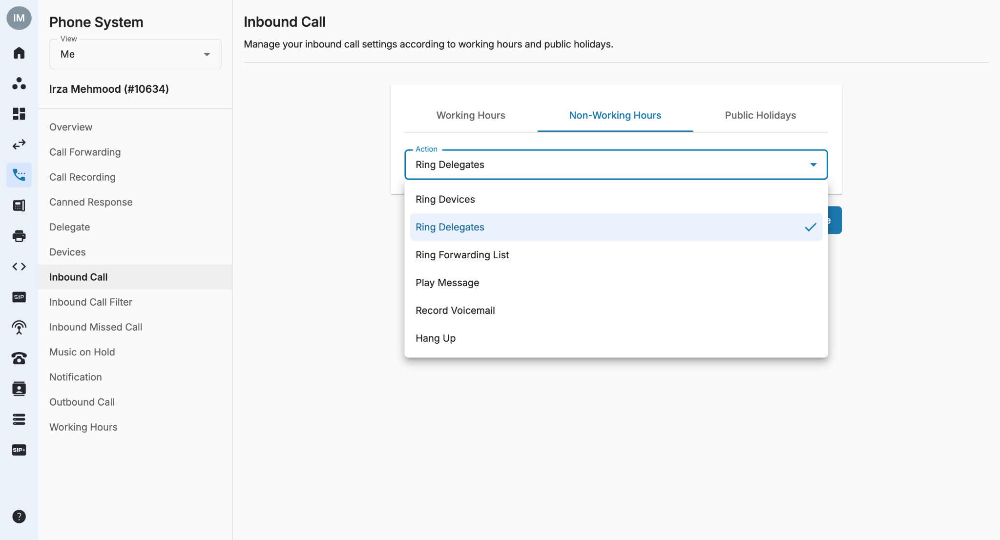 IM
Phone System
View
Me
Irza Mehmood (#10634)
Overview
Call Forwarding
Call Recording
Canned Response
Delegate
Devices
Inbound Call
Inbound Call Filter
Inbound Missed Call
Music on Hold
Notification
Outbound Call
Working Hours
SIP
SIP+
?
Inbound Call
Manage your inbound call settings according to working hours and public holidays.
Working Hours
Non-Working Hours
Public Holidays
Action
Ring Delegates
Ring Devices
Ring Delegates
Ring Forwarding List
Play Message
Record Voicemail
Hang Up